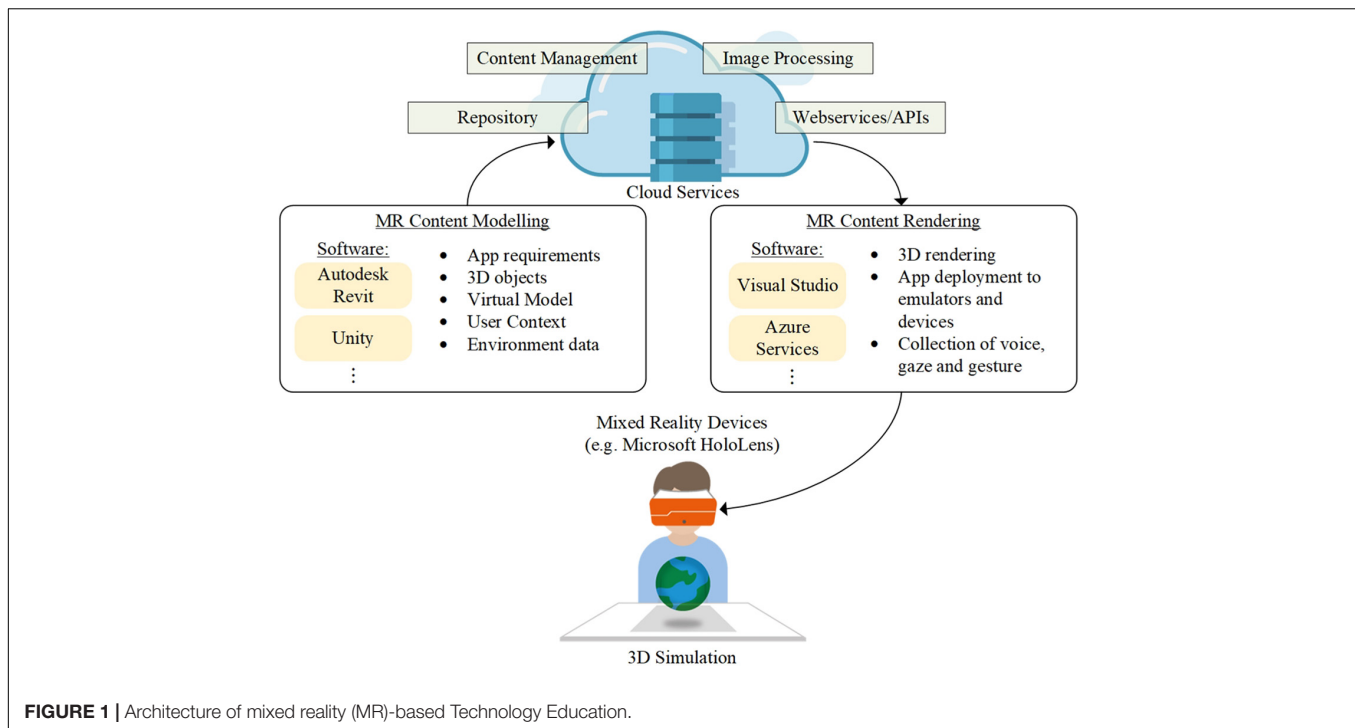 Content Management
Image Processing
Repository
Webservices/APIs
Cloud Services
MR Content Modelling
Software:
Autodesk
Revit
Unity
⋮
• App requirements
• 3D objects
• Virtual Model
• User Context
• Environment data
MR Content Rendering
Software:
Visual Studio
Azure
Services
⋮
• 3D rendering
• App deployment to
emulators and
devices
• Collection of voice,
gaze and gesture
Mixed Reality Devices
(e.g. Microsoft HoloLens)
3D Simulation
FIGURE 1 | Architecture of mixed reality (MR)-based Technology Education.